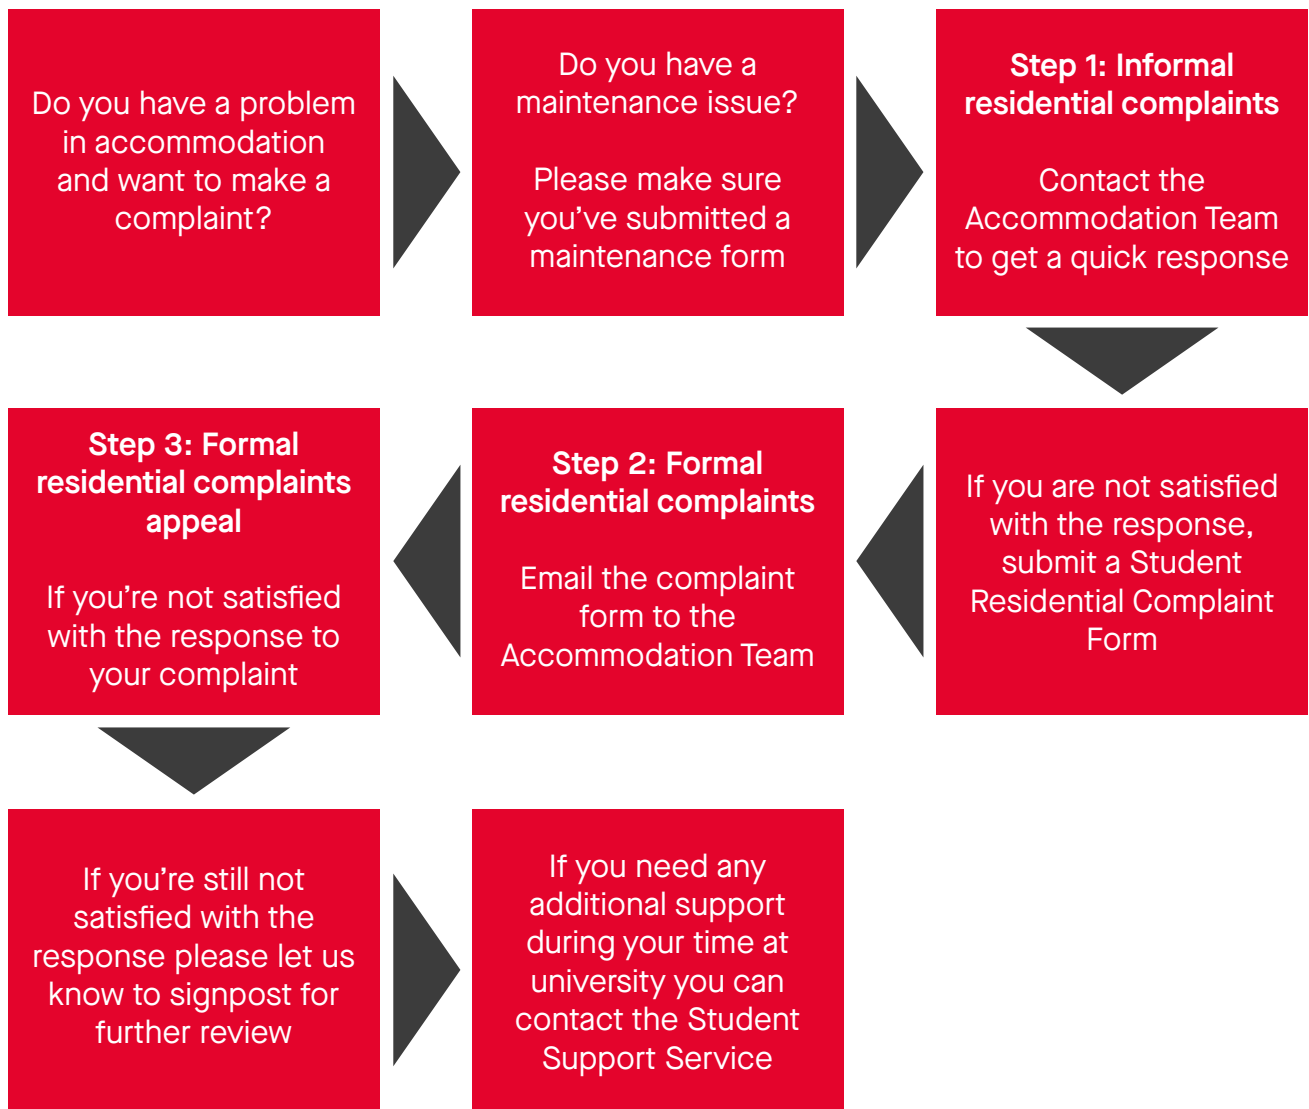 Do you have a problem
in accommodation
and want to make a
complaint?
Do you have a
maintenance issue?
Please make sure
you've submitted a
maintenance form
Step 1: Informal
residential complaints
Contact the
Accommodation Team
to get a quick response
If you are not satisfied
with the response,
submit a Student
Residential Complaint
Form
Step 2: Formal
residential complaints
Email the complaint
form to the
Accommodation Team
Step 3: Formal
residential complaints
appeal
If you're not satisfied
with the response to
your complaint
If you're still not
satisfied with the
response please let us
know to signpost for
further review
If you need any
additional support
during your time at
university you can
contact the Student
Support Service